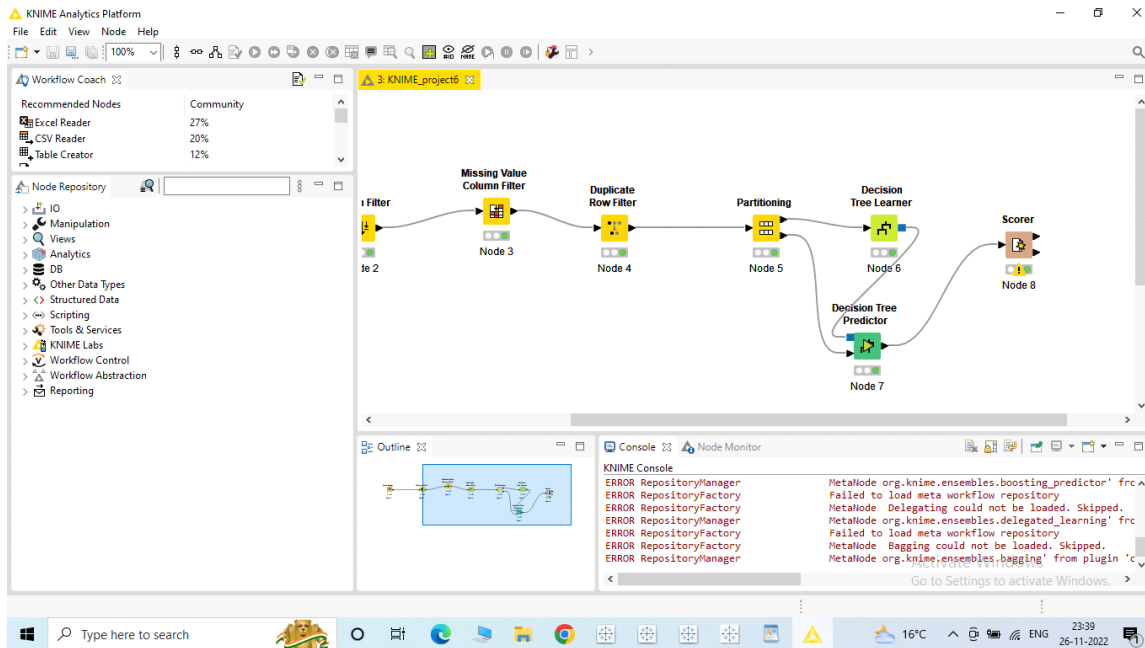 KNIME Analytics Platform
File Edit View Node Help
100%
Workflow Coach
Recommended Nodes Community
Excel Reader 27%
CSV Reader 20%
Table Creator 12%
Node Repository
IO
Manipulation
Views
Analytics
DB
Other Data Types
Structured Data
Scripting
Tools & Services
KNIME Labs
Workflow Control
Workflow Abstraction
Reporting
3: KNIME_project6
Filter
Node 2
Missing Value
Column Filter
Node 3
Duplicate
Row Filter
Node 4
Partitioning
Node 5
Decision
Tree Learner
Node 6
Decision Tree
Predictor
Node 7
Scorer
Node 8
Outline
Console Node Monitor
KNIME Console
ERROR RepositoryManager MetaNode org.knime.ensembles.boosting_predictor' frc
ERROR RepositoryFactory Failed to load meta workflow repository
ERROR RepositoryFactory MetaNode Delegating could not be loaded. Skipped.
ERROR RepositoryManager MetaNode org.knime.ensembles.delegated_learning' frc
ERROR RepositoryFactory Failed to load meta workflow repository
ERROR RepositoryFactory MetaNode Bagging could not be loaded. Skipped.
ERROR RepositoryManager MetaNode org.knime.ensembles.bagging' from plugin 'c
Activate Windows
Go to Settings to activate Windows.
Type here to search
16°C
ENG
23:39
26-11-2022
1